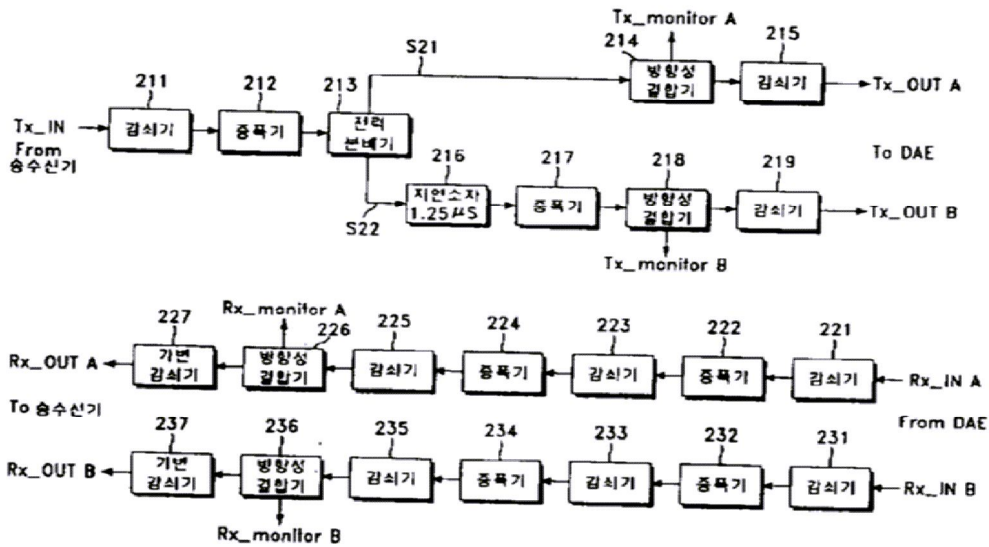 Tx_monitor A
S21
214
215
방향성
결합기
감쇠기
Tx_OUT A
211
212
213
Tx_IN
From
송수신기
감쇠기
증폭기
전력
분배기
To DAE
216
217
218
219
지연소자
1.25µS
증폭기
방향성
결합기
감쇠기
Tx_OUT B
S22
Tx_monitor B
Rx_monitor A
227
226
225
224
223
222
221
Rx_OUT A
가변
감쇠기
방향성
결합기
감쇠기
증폭기
감쇠기
증폭기
감쇠기
Rx_IN A
To 송수신기
From DAE
237
236
235
234
233
232
231
Rx_OUT B
가변
감쇠기
방향성
결합기
감쇠기
증폭기
감쇠기
증폭기
감쇠기
Rx_IN B
Rx_monitor B